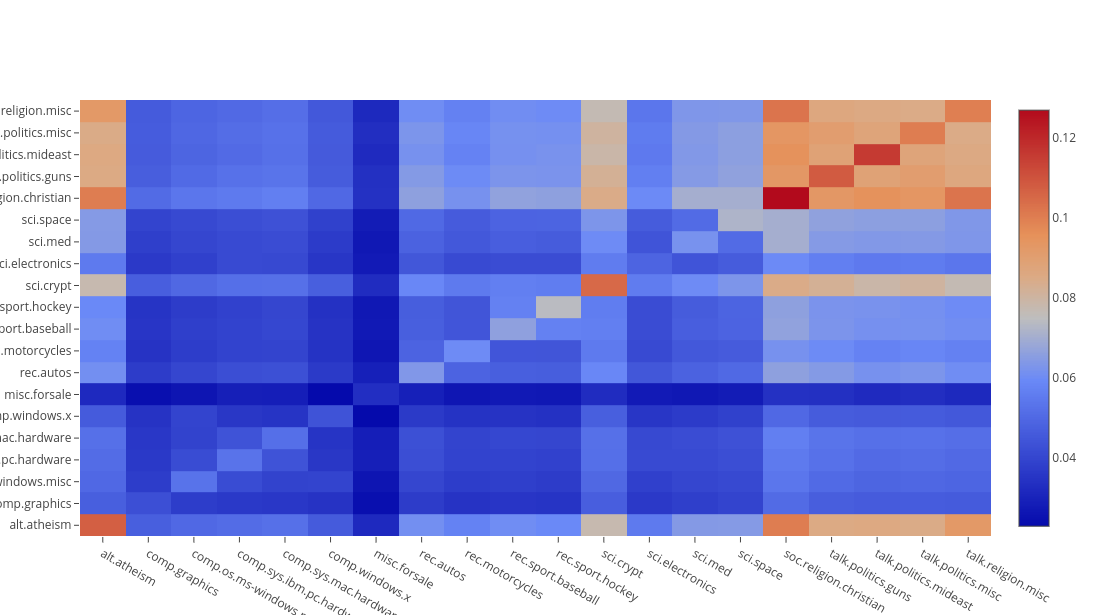 religion.misc
.politics.misc
litics.mideast
.politics.guns
gion.christian
sci.space
sci.med
ci.electronics
sci.crypt
sport.hockey
port.baseball
.motorcycles
rec.autos
misc.forsale
mp.windows.x
mac.hardware
.pc.hardware
windows.misc
omp.graphics
alt.atheism
alt.atheism
comp.graphics
comp.os.ms-windows.
comp.sys.ibm.pc.hardw
comp.sys.mac.hardwar
comp.windows.x
misc.forsale
rec.autos
rec.motorcycles
rec.sport.baseball
rec.sport.hockey
sci.crypt
sci.electronics
sci.med
sci.space
soc.religion.christian
talk.politics.guns
talk.politics.mideast
talk.politics.misc
talk.religion.misc
0.12
0.1
0.08
0.06
0.04